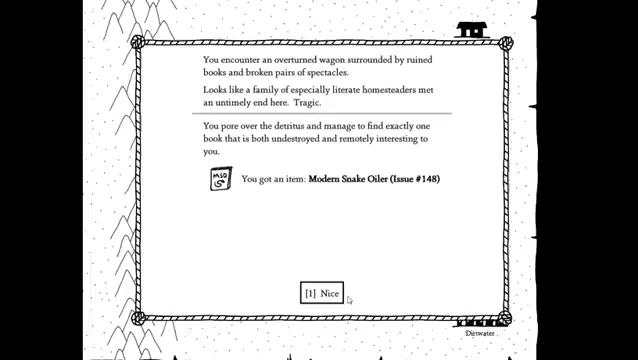 You encounter an overturned wagon surrounded by ruined
books and broken pairs of spectacles.
Looks like a family of especially literate homesteaders met
an untimely end here. Tragic.
You pore over the detritus and manage to find exactly one
book that is both undestroyed and remotely interesting to
you.
MSO
You got an item: Modern Snake Oiler (Issue #148)
[1] Nice
Dirtwater